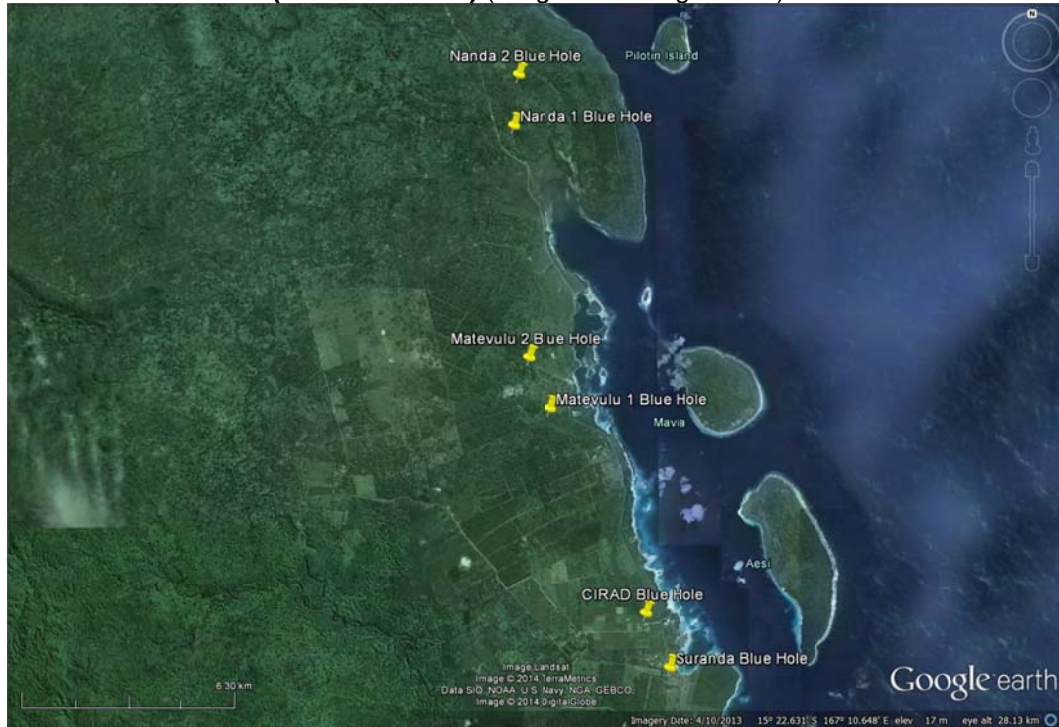 Nanda 2 Blue Hole
Pilotin Island
Narda 1 Blue Hole
Matevulu 2 Blue Hole
Matevulu 1 Blue Hole
Mavia
Aesi
CIRAD Blue Hole
Suranda Blue Hole
Image Landsat
Image © 2014 TerraMetrics
Data SIO, NOAA, U.S. Navy, NGA, GEBCO
Image © 2014 DigitalGlobe
Google earth
6.30 km
Imagery Date: 4/10/2013 15° 22.631' S 167° 10.648' E elev 17 m eye alt 28.13 km
N